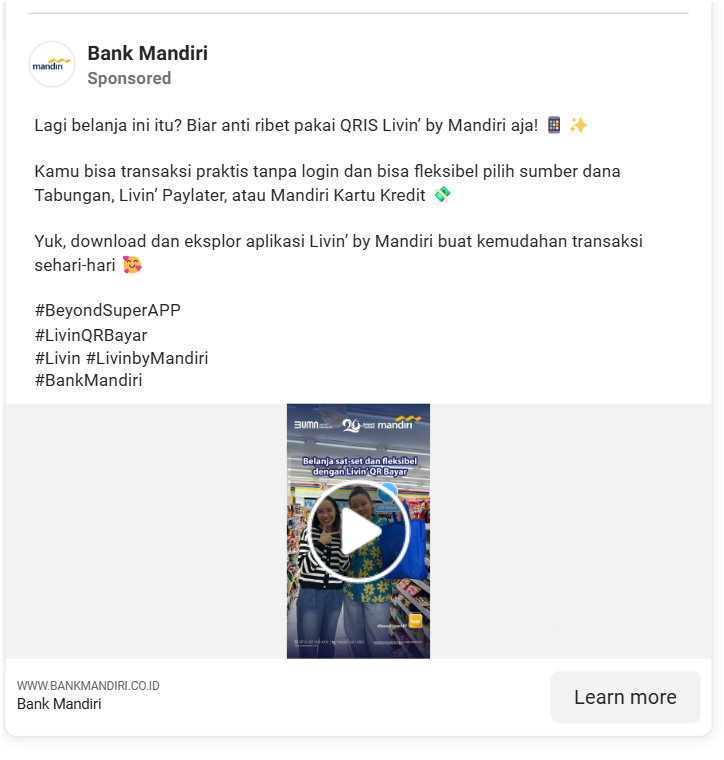 mandiri
Bank Mandiri
Sponsored
Lagi belanja ini itu? Biar anti ribet pakai QRIS Livin’ by Mandiri aja! 📱 ✨
Kamu bisa transaksi praktis tanpa login dan bisa fleksibel pilih sumber dana
Tabungan, Livin’ Paylater, atau Mandiri Kartu Kredit 💸
Yuk, download dan eksplor aplikasi Livin’ by Mandiri buat kemudahan transaksi
sehari-hari 🥰
#BeyondSuperAPP
#LivinQRBayar
#Livin #LivinbyMandiri
#BankMandiri
BUMN 26 mandiri
Belanja sat-set dan fleksibel
dengan Livin’ QR Bayar
#BeyondSuperAPP
WWW.BANKMANDIRI.CO.ID
Bank Mandiri
Learn more